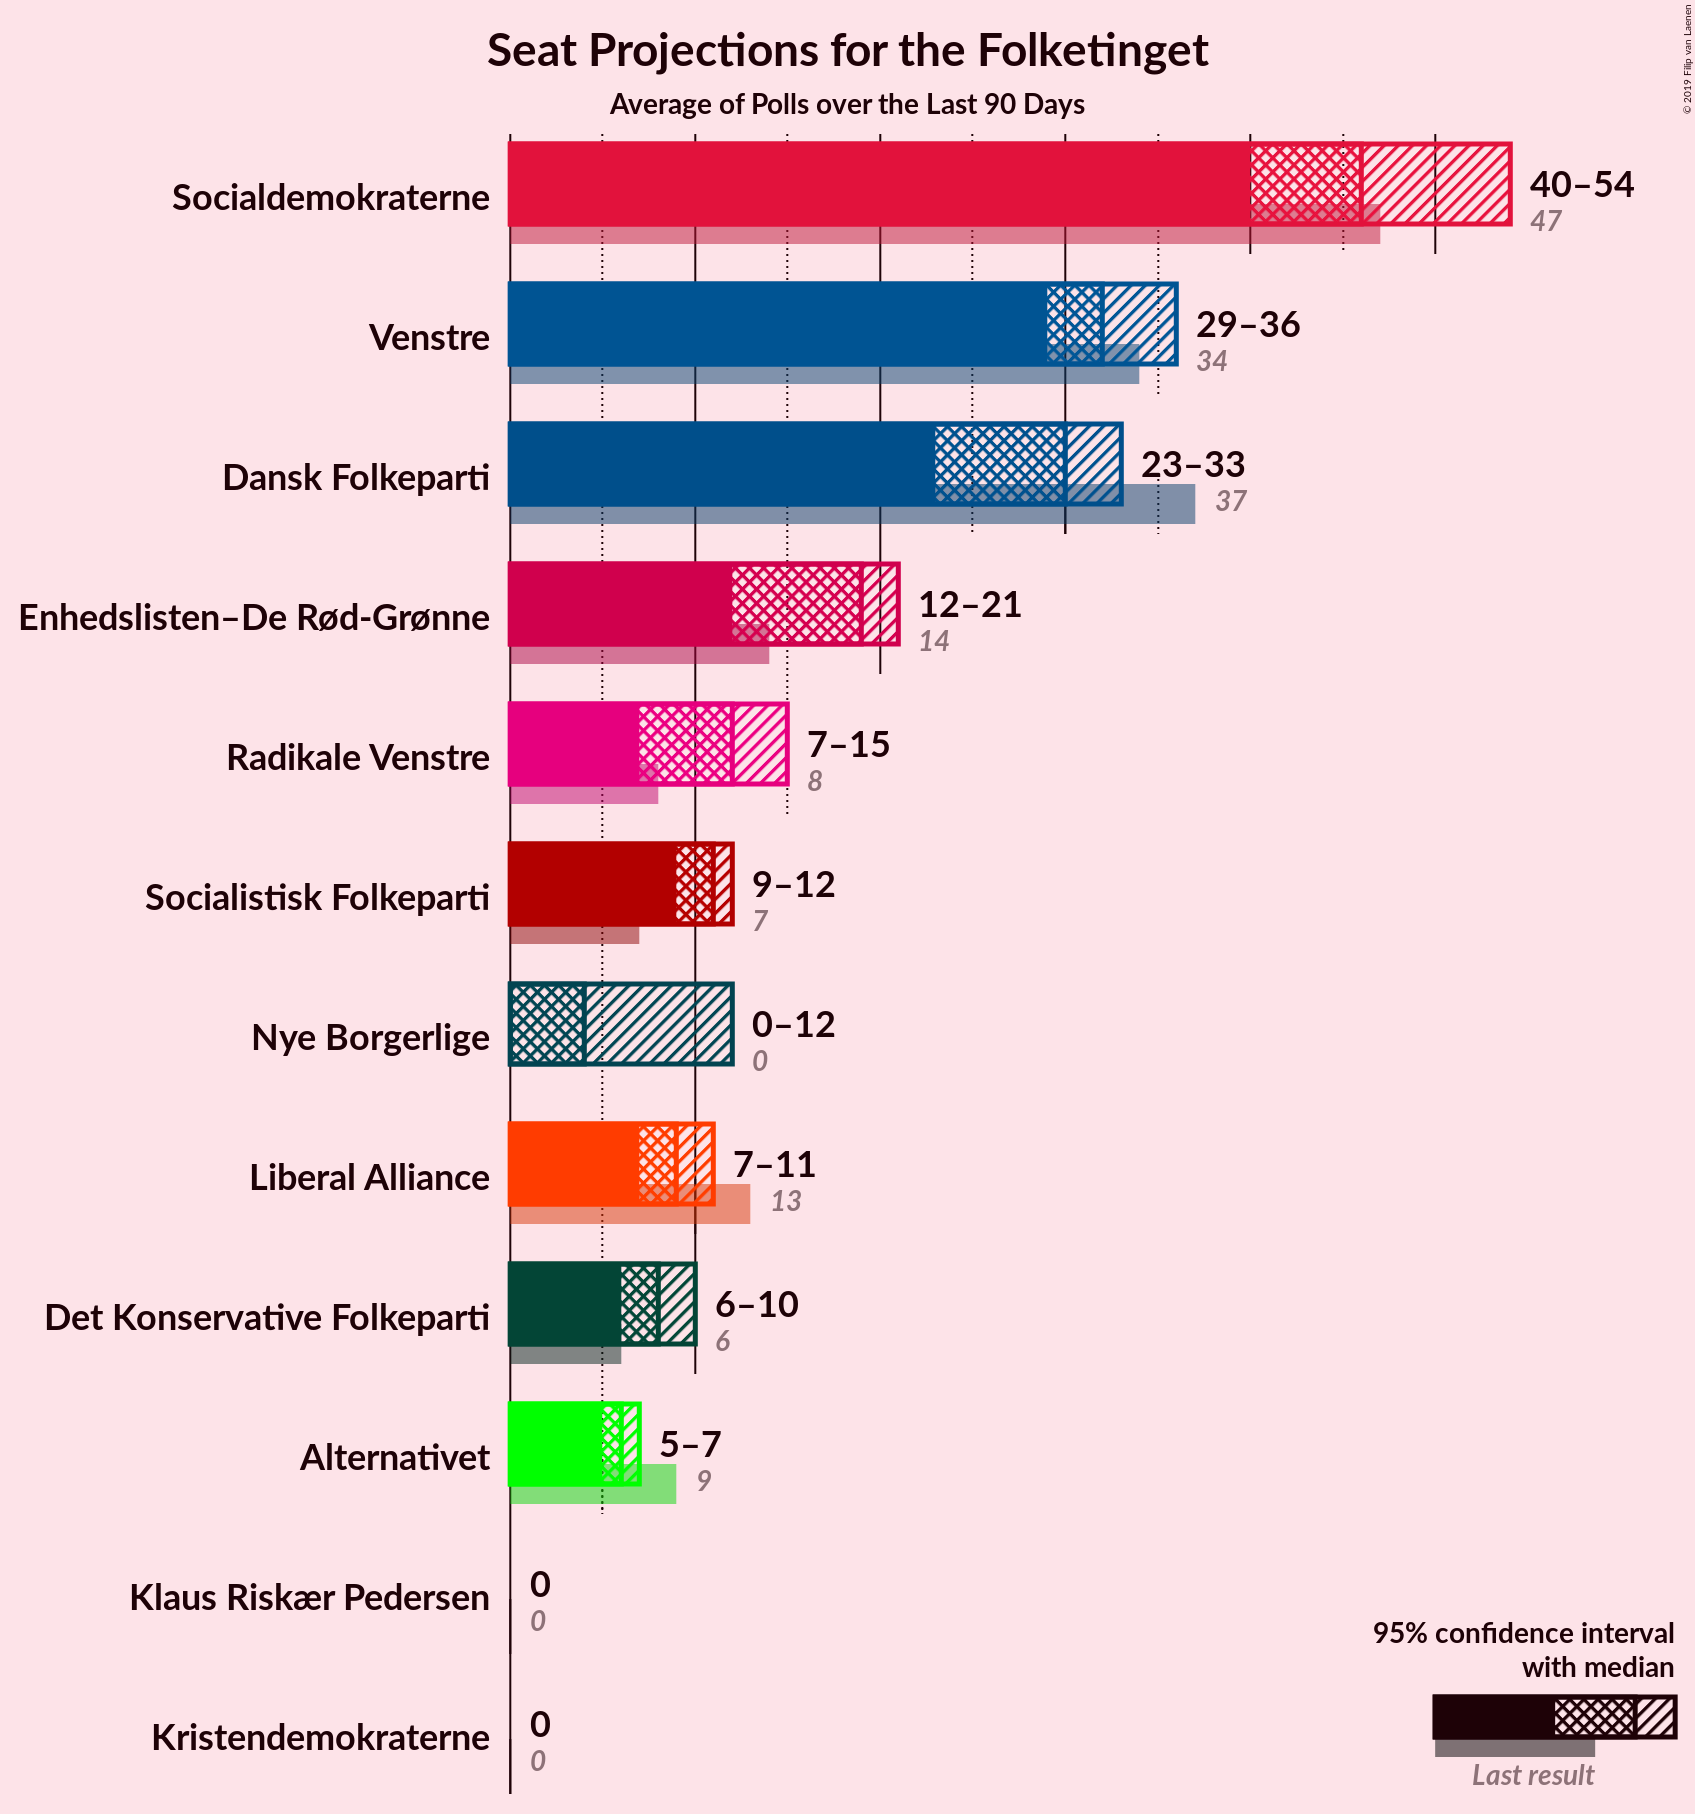 Seat Projections for the Folketinget
Average of Polls over the Last 90 Days
© 2019 Filip van Laenen
Socialdemokraterne
40–54
47
Venstre
29–36
34
Dansk Folkeparti
23–33
37
Enhedslisten–De Rød-Grønne
12–21
14
Radikale Venstre
7–15
8
Socialistisk Folkeparti
9–12
7
Nye Borgerlige
0–12
0
Liberal Alliance
7–11
13
Det Konservative Folkeparti
6–10
6
Alternativet
5–7
9
Klaus Riskær Pedersen
0
0
Kristendemokraterne
0
0
95% confidence interval
with median
Last result